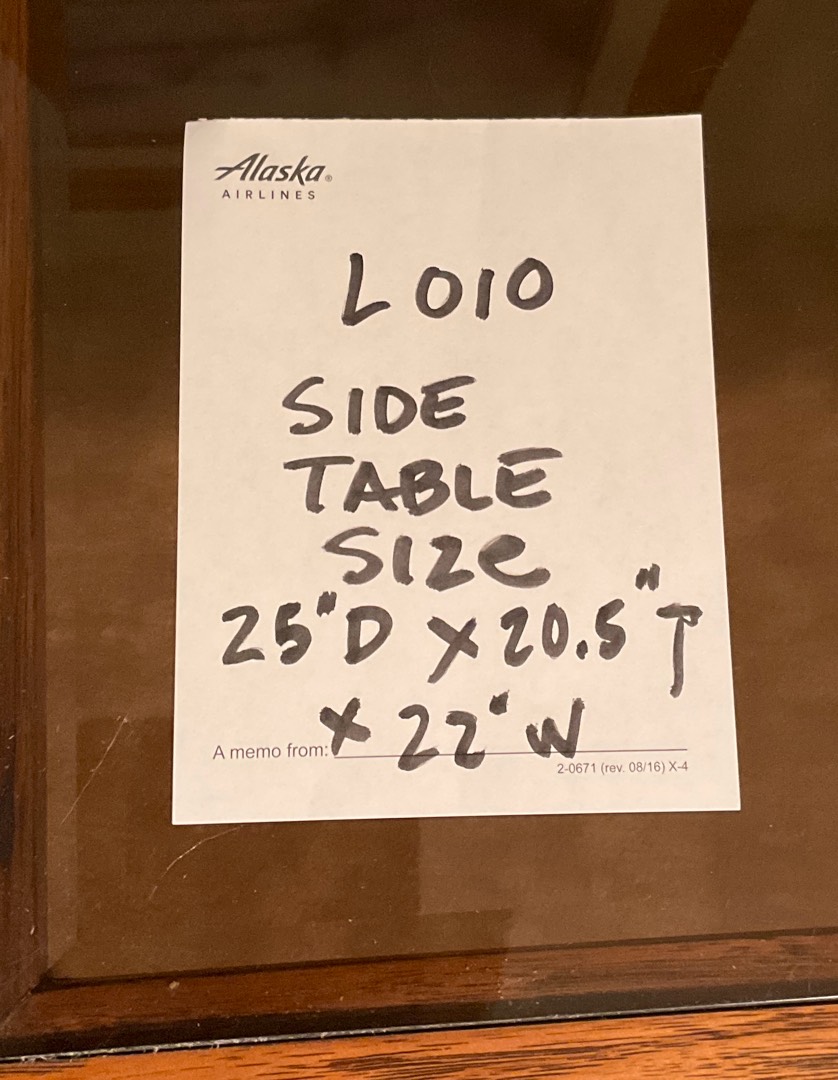 Alaska®
AIRLINES
L010
SIDE
TABLE
SIZe
25"D X 20.5"T
X 22"W
A memo from:
2-0671 (rev. 08/16) X-4